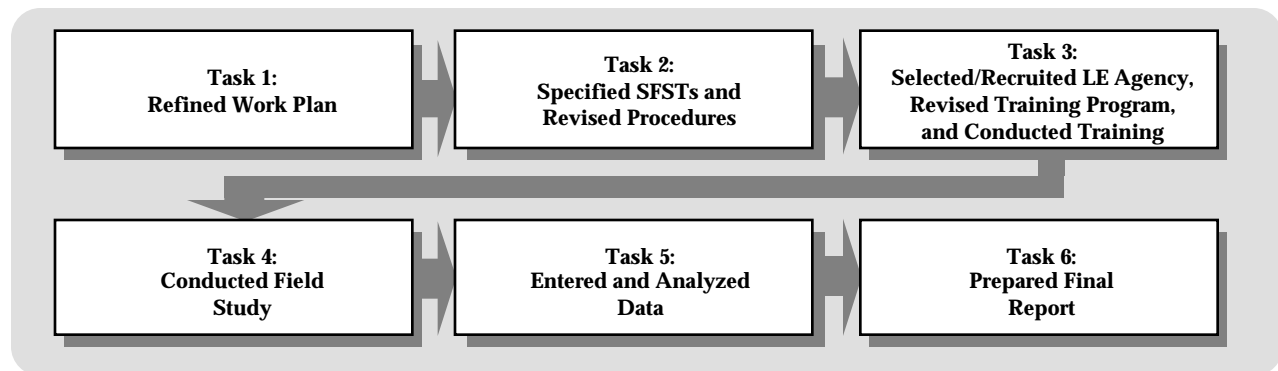 Task 1:
Refined Work Plan
Task 2:
Specified SFSTs and
Revised Procedures
Task 3:
Selected/Recruited LE Agency,
Revised Training Program,
and Conducted Training
Task 4:
Conducted Field
Study
Task 5:
Entered and Analyzed
Data
Task 6:
Prepared Final
Report